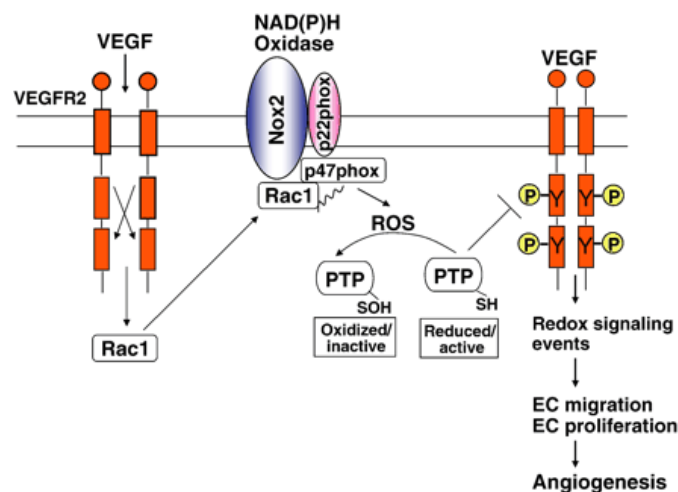 NAD(P)H
Oxidase
VEGF
VEGF
VEGFR2
Nox2
p22phox
p47phox
Rac1
P
Y
Y
P
ROS
P
Y
Y
P
PTP
SOH
PTP
SH
Oxidized/
inactive
Reduced/
active
Rac1
Redox signaling
events
EC migration
EC proliferation
Angiogenesis